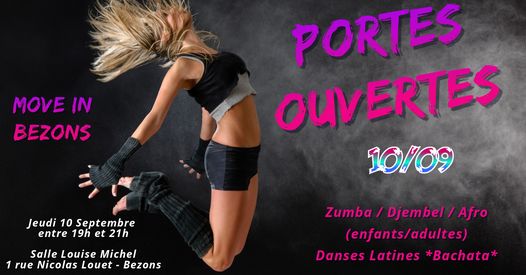 PORTES
OUVERTES
10/09
MOVE IN
BEZONS
Jeudi 10 Septembre
entre 19h et 21h
Salle Louise Michel
1 rue Nicolas Louet - Bezons
Zumba / Djembel / Afro
(enfants/adultes)
Danses Latines *Bachata*